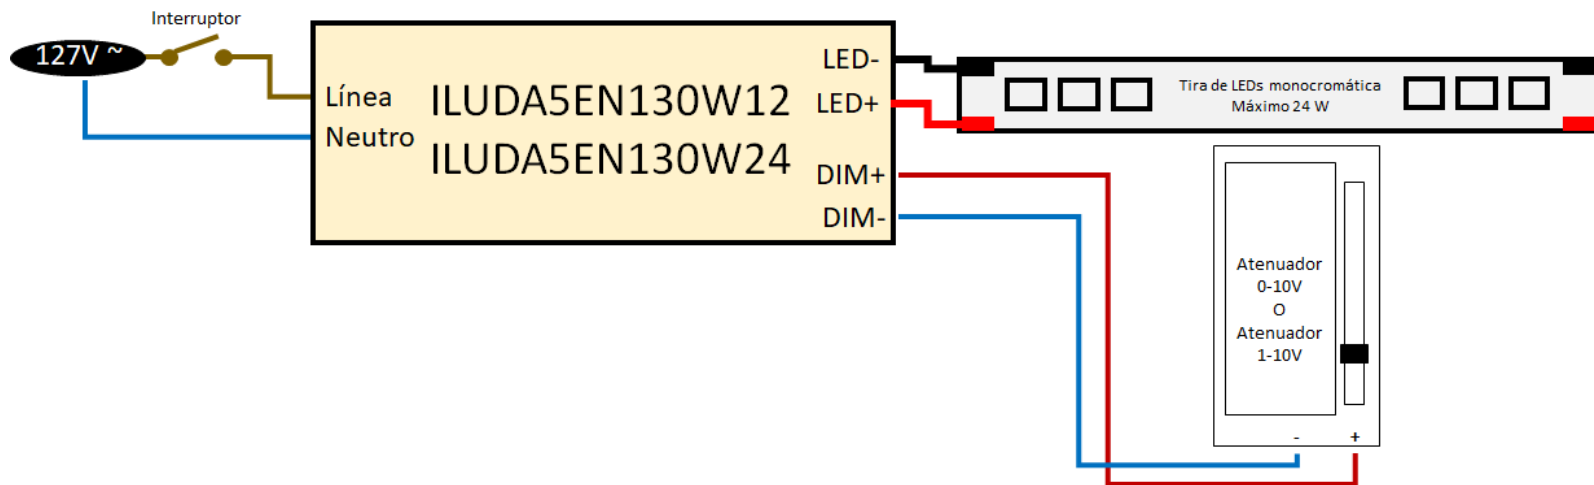 Interruptor
127V ~
Línea
Neutro
ILUDA5EN130W12
ILUDA5EN130W24
LED-
LED+
DIM+
DIM-
Tira de LEDs monocromática
Máximo 24 W
Atenuador
0-10V
O
Atenuador
1-10V
- +